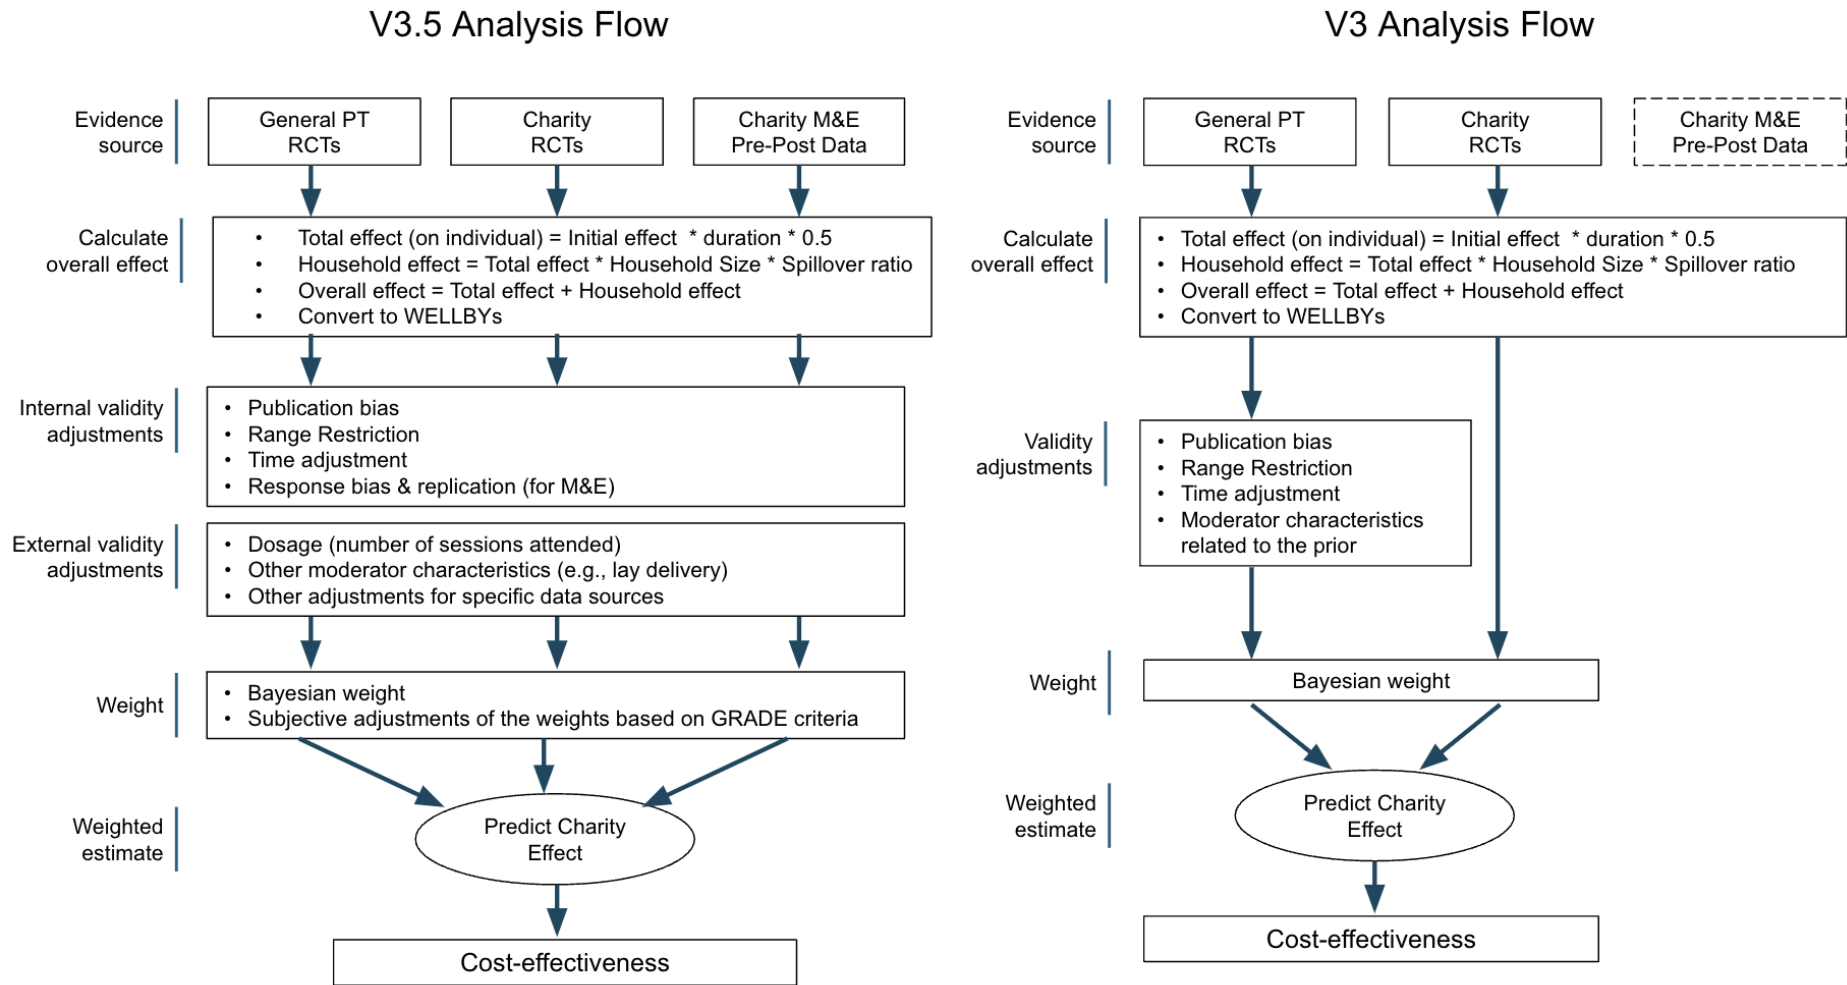 V3.5 Analysis Flow
Evidence
source
General PT
RCTs
Charity
RCTs
Charity M&E
Pre-Post Data
Calculate
overall effect
• Total effect (on individual) = Initial effect * duration * 0.5
• Household effect = Total effect * Household Size * Spillover ratio
• Overall effect = Total effect + Household effect
• Convert to WELLBYs
Internal validity
adjustments
• Publication bias
• Range Restriction
• Time adjustment
• Response bias & replication (for M&E)
External validity
adjustments
• Dosage (number of sessions attended)
• Other moderator characteristics (e.g., lay delivery)
• Other adjustments for specific data sources
Weight
• Bayesian weight
• Subjective adjustments of the weights based on GRADE criteria
Weighted
estimate
Predict Charity
Effect
Cost-effectiveness
V3 Analysis Flow
Evidence
source
General PT
RCTs
Charity
RCTs
Charity M&E
Pre-Post Data
Calculate
overall effect
• Total effect (on individual) = Initial effect * duration * 0.5
• Household effect = Total effect * Household Size * Spillover ratio
• Overall effect = Total effect + Household effect
• Convert to WELLBYs
Validity
adjustments
• Publication bias
• Range Restriction
• Time adjustment
• Moderator characteristics
related to the prior
Weight
Bayesian weight
Weighted
estimate
Predict Charity
Effect
Cost-effectiveness